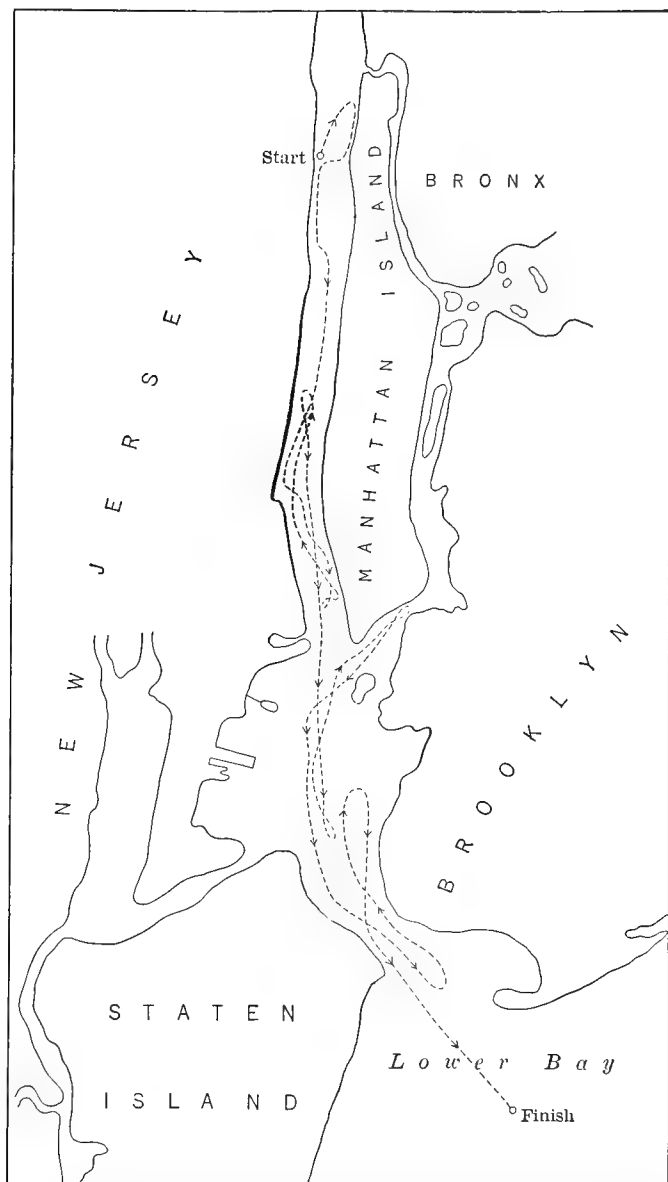 Start
BRONX
MANHATTAN ISLAND
NEW JERSEY
BROOKLYN
STATEN
ISLAND
Lower Bay
Finish